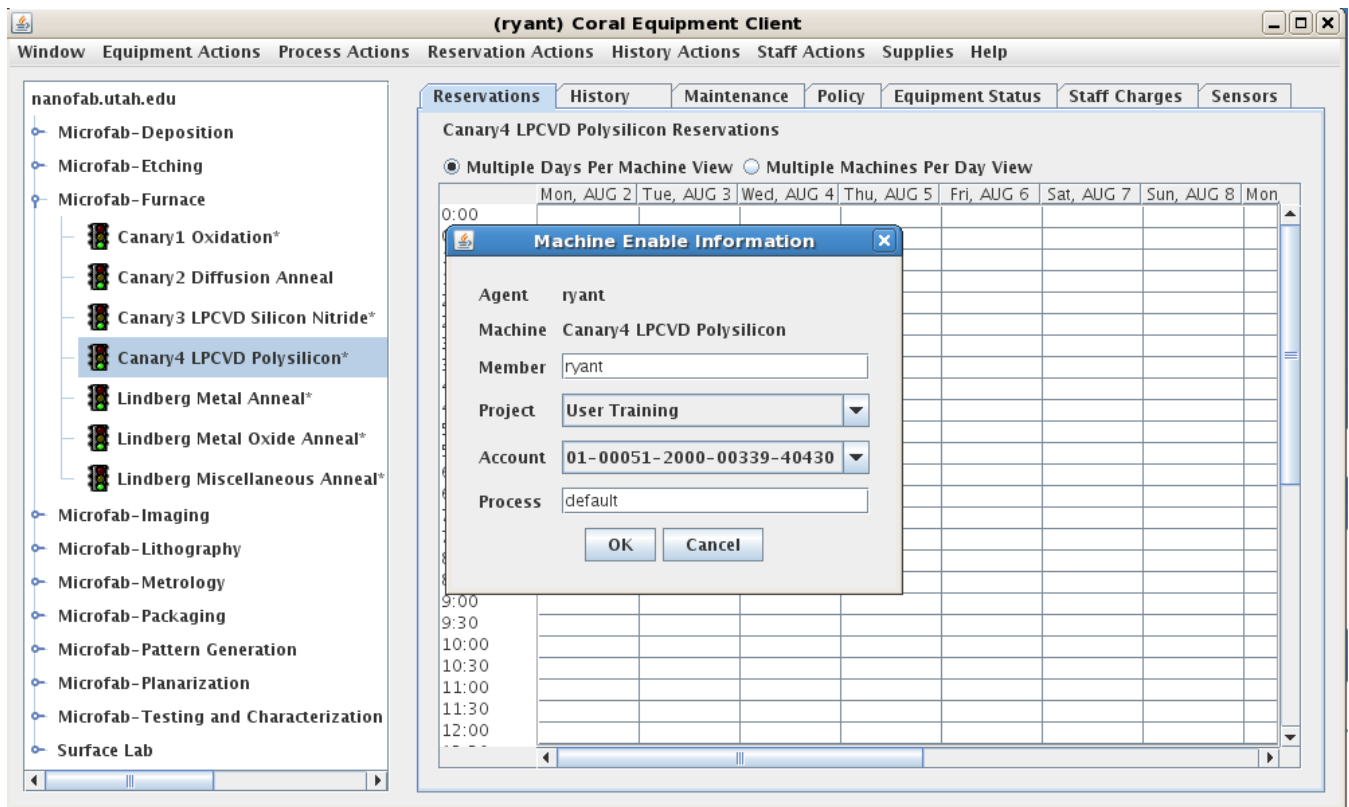 (ryant) Coral Equipment Client
Window Equipment Actions Process Actions Reservation Actions History Actions Staff Actions Supplies Help
nanofab.utah.edu
Microfab-Deposition
Microfab-Etching
Microfab-Furnace
Canary1 Oxidation*
Canary2 Diffusion Anneal
Canary3 LPCVD Silicon Nitride*
Canary4 LPCVD Polysilicon*
Lindberg Metal Anneal*
Lindberg Metal Oxide Anneal*
Lindberg Miscellaneous Anneal*
Microfab-Imaging
Microfab-Lithography
Microfab-Metrology
Microfab-Packaging
Microfab-Pattern Generation
Microfab-Planarization
Microfab-Testing and Characterization
Surface Lab
Reservations History Maintenance Policy Equipment Status Staff Charges Sensors
Canary4 LPCVD Polysilicon Reservations
Multiple Days Per Machine View Multiple Machines Per Day View
Mon, AUG 2 Tue, AUG 3 Wed, AUG 4 Thu, AUG 5 Fri, AUG 6 Sat, AUG 7 Sun, AUG 8 Mon
0:00
Machine Enable Information
Agent ryant
Machine Canary4 LPCVD Polysilicon
Member ryant
Project User Training
Account 01-00051-2000-00339-40430
Process default
OK Cancel
9:00
9:30
10:00
10:30
11:00
11:30
12:00